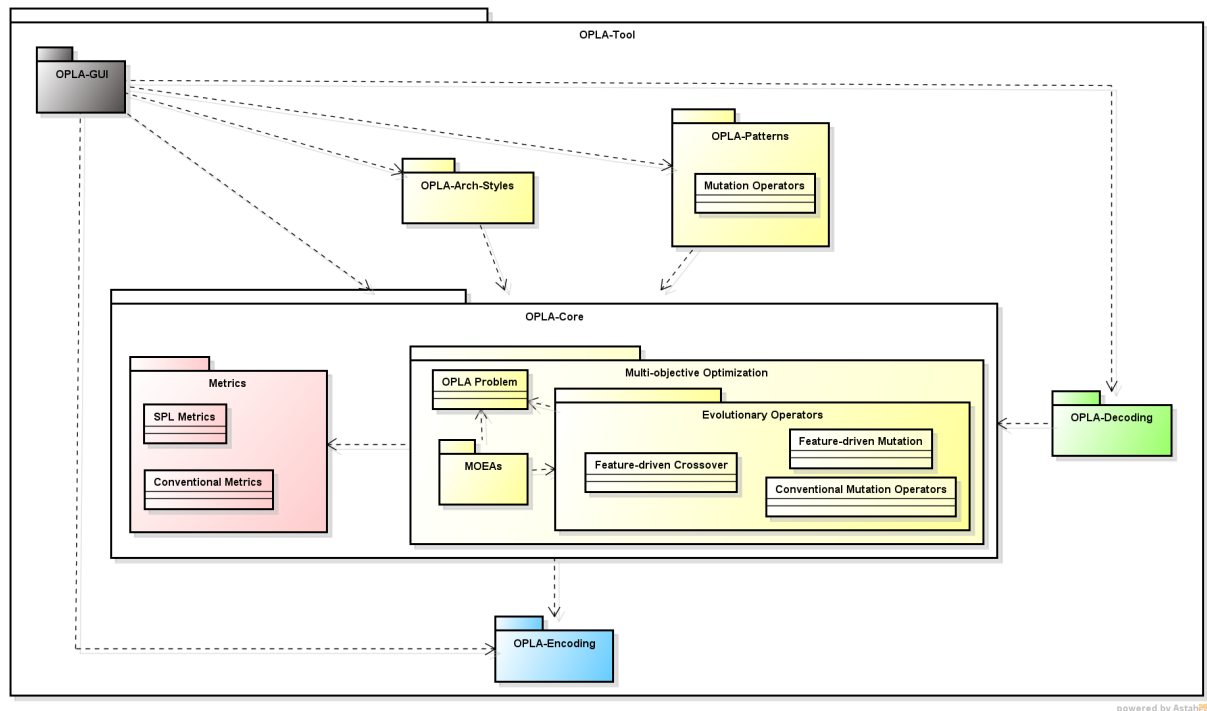 OPLA-Tool
OPLA-GUI
OPLA-Patterns
Mutation Operators
OPLA-Arch-Styles
OPLA-Core
Metrics
SPL Metrics
Conventional Metrics
Multi-objective Optimization
OPLA Problem
MOEAs
Evolutionary Operators
Feature-driven Mutation
Feature-driven Crossover
Conventional Mutation Operators
OPLA-Decoding
OPLA-Encoding
powered by Astah